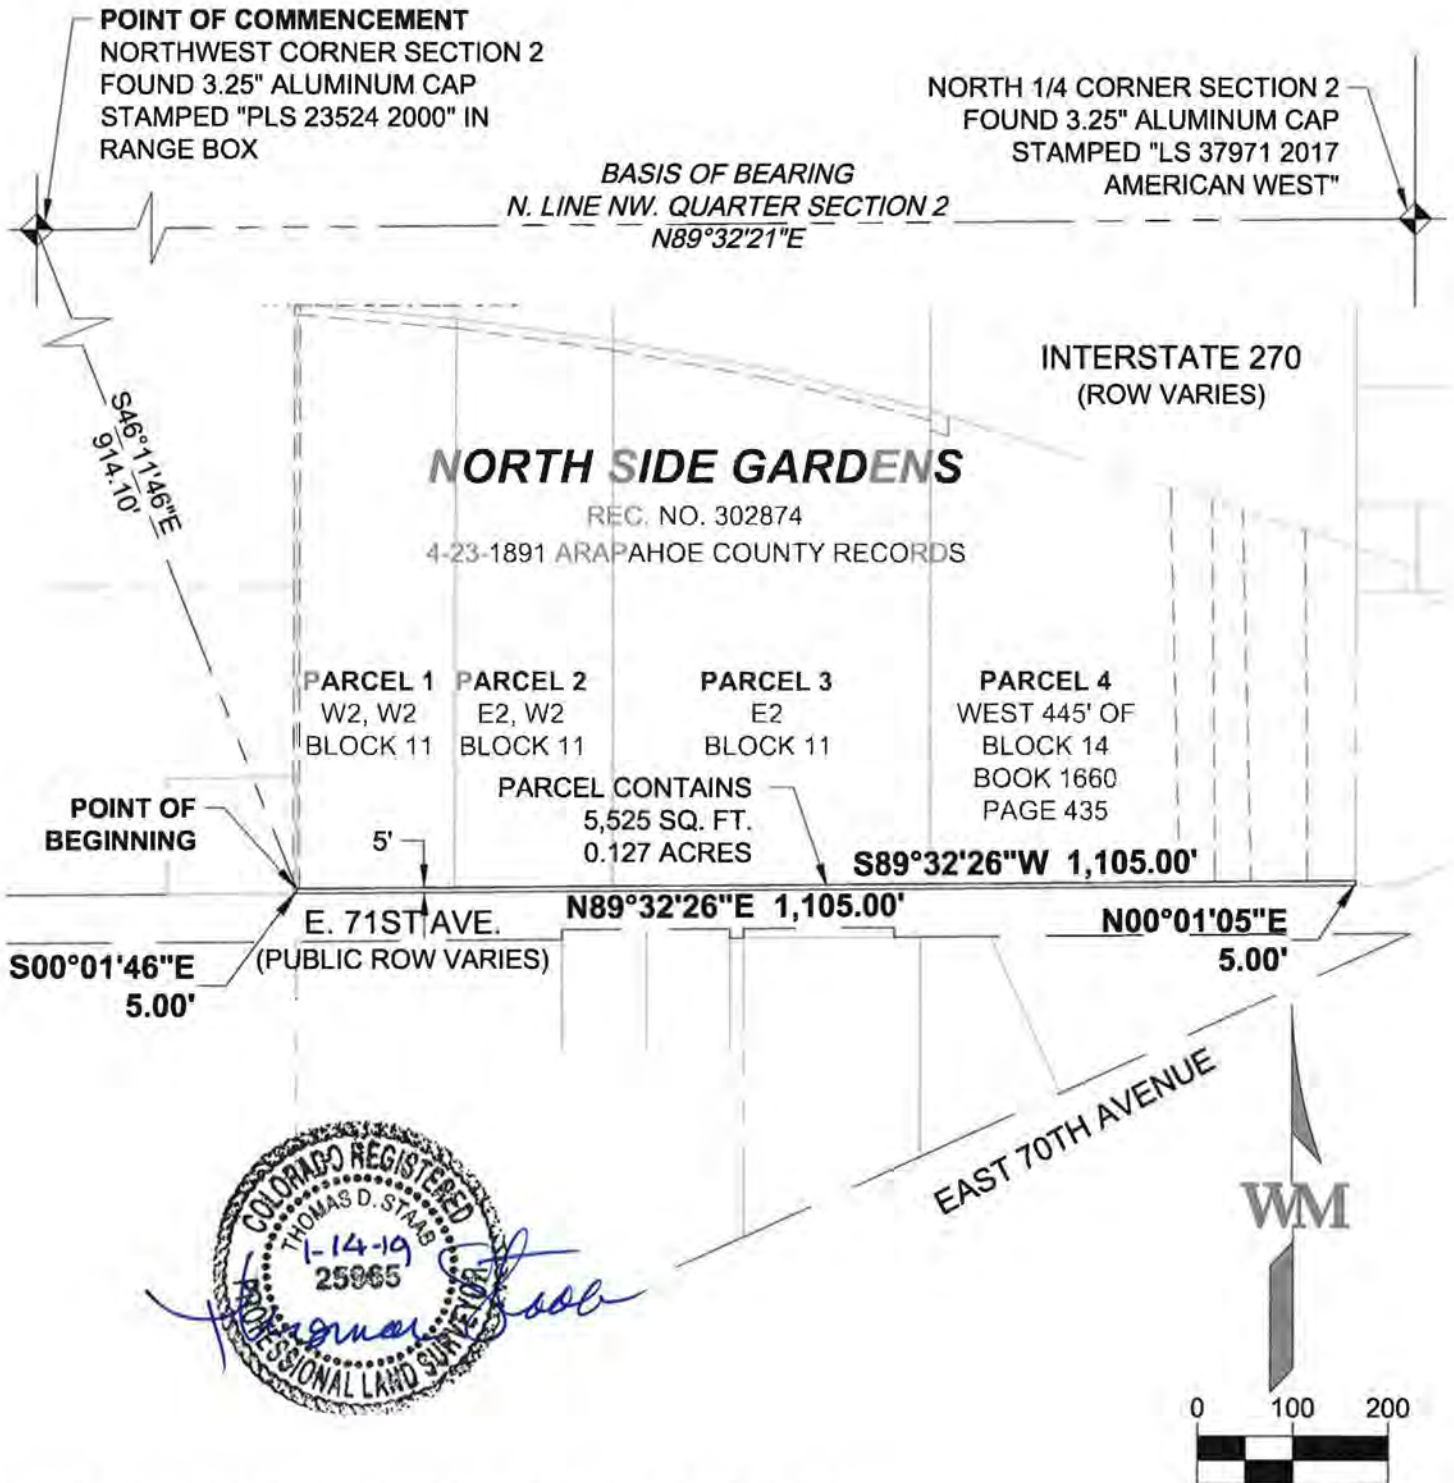 POINT OF COMMENCEMENT
NORTHWEST CORNER SECTION 2
FOUND 3.25" ALUMINUM CAP
STAMPED "PLS 23524 2000" IN
RANGE BOX
NORTH 1/4 CORNER SECTION 2
FOUND 3.25" ALUMINUM CAP
STAMPED "LS 37971 2017
AMERICAN WEST"
BASIS OF BEARING
N. LINE NW. QUARTER SECTION 2
N89°32'21"E
S46°11'46"E
914.10'
INTERSTATE 270
(ROW VARIES)
NORTH SIDE GARDENS
REC. NO. 302874
4-23-1891 ARAPAHOE COUNTY RECORDS
PARCEL 1
W2, W2
BLOCK 11
PARCEL 2
E2, W2
BLOCK 11
PARCEL 3
E2
BLOCK 11
PARCEL 4
WEST 445' OF
BLOCK 14
BOOK 1660
PAGE 435
PARCEL CONTAINS
5,525 SQ. FT.
0.127 ACRES
POINT OF
BEGINNING
5'
S89°32'26"W 1,105.00'
N89°32'26"E 1,105.00'
E. 71ST AVE.
(PUBLIC ROW VARIES)
N00°01'05"E
5.00'
S00°01'46"E
5.00'
EAST 70TH AVENUE
COLORADO REGISTERED
THOMAS D. STAAB
1-14-19
25965
PROFESSIONAL LAND SURVEYOR
Thomas Staab
WM
0 100 200